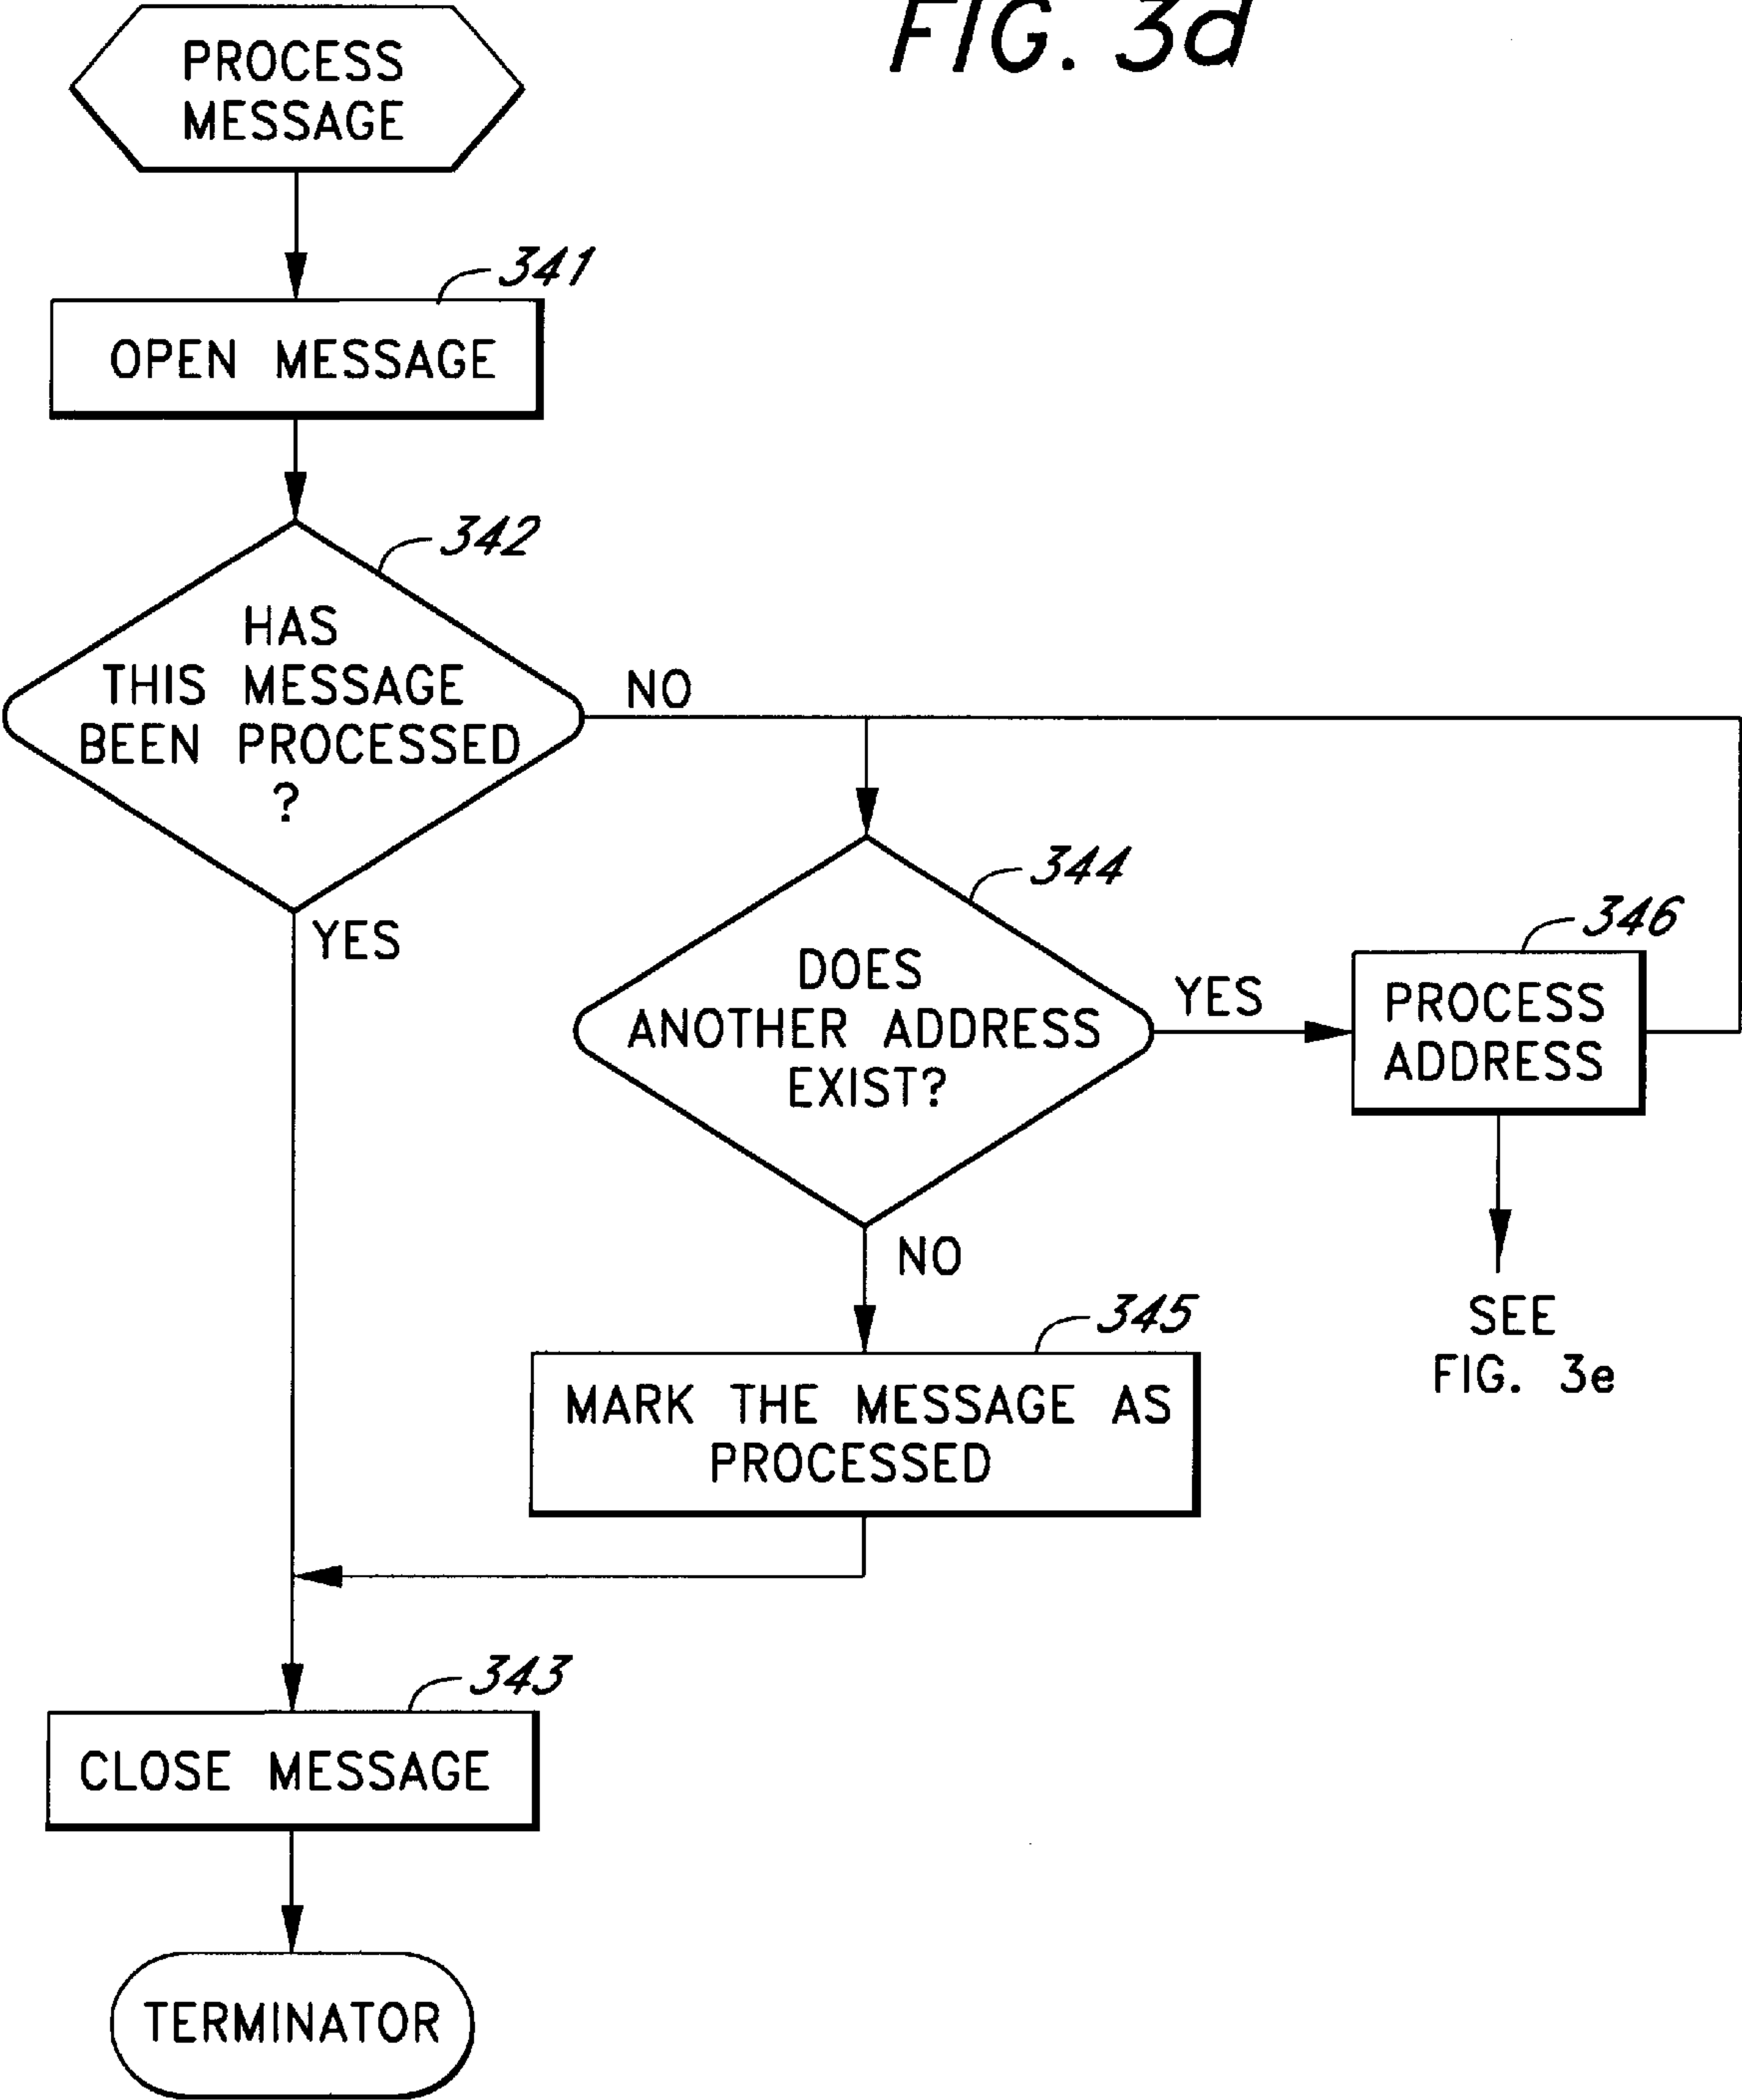 FIG. 3d
PROCESS
MESSAGE
341
OPEN MESSAGE
342
HAS
THIS MESSAGE
BEEN PROCESSED
?
NO
YES
344
DOES
ANOTHER ADDRESS
EXIST?
YES
346
PROCESS
ADDRESS
NO
SEE
FIG. 3e
345
MARK THE MESSAGE AS
PROCESSED
343
CLOSE MESSAGE
TERMINATOR